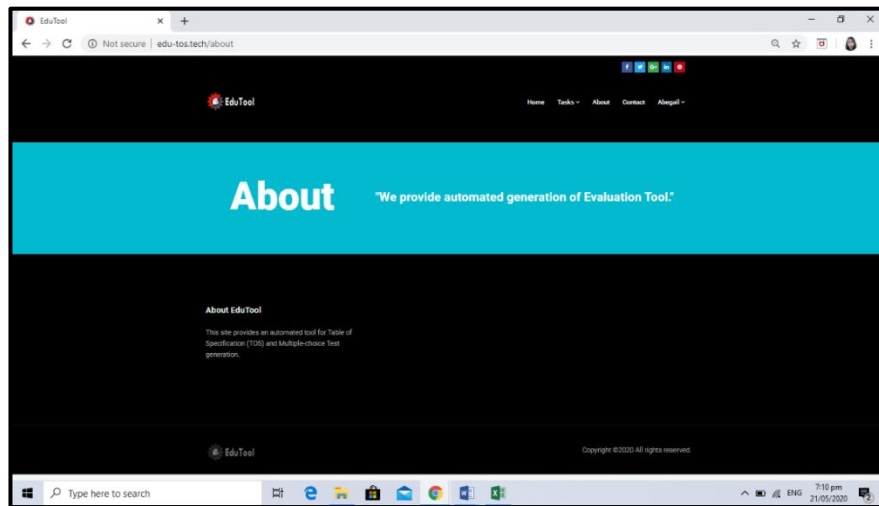 EduTool
Not secure | edu-tos.tech/about
EduTool
Home Tasks About Contact Abegail
About
"We provide automated generation of Evaluation Tool."
About EduTool
This site provides an automated tool for Table of
Specification (TOS) and Multiple-choice Test
generation.
EduTool
Copyright ©2020 All rights reserved.
Type here to search
ENG
7:10 pm
21/05/2020